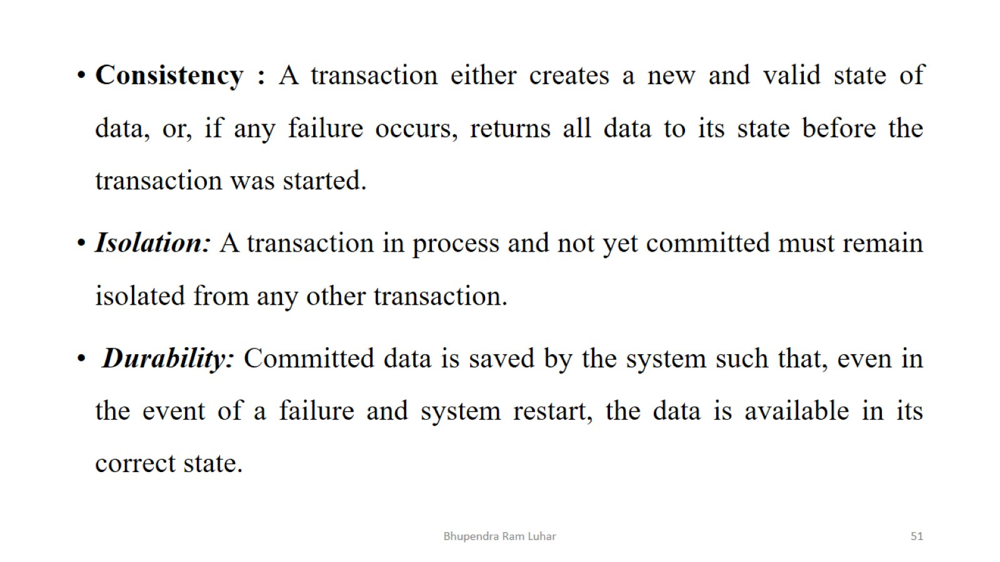 • Consistency : A transaction either creates a new and valid state of
data, or, if any failure occurs, returns all data to its state before the
transaction was started.
• Isolation: A transaction in process and not yet committed must remain
isolated from any other transaction.
• Durability: Committed data is saved by the system such that, even in
the event of a failure and system restart, the data is available in its
correct state.
Bhupendra Ram Luhar
51